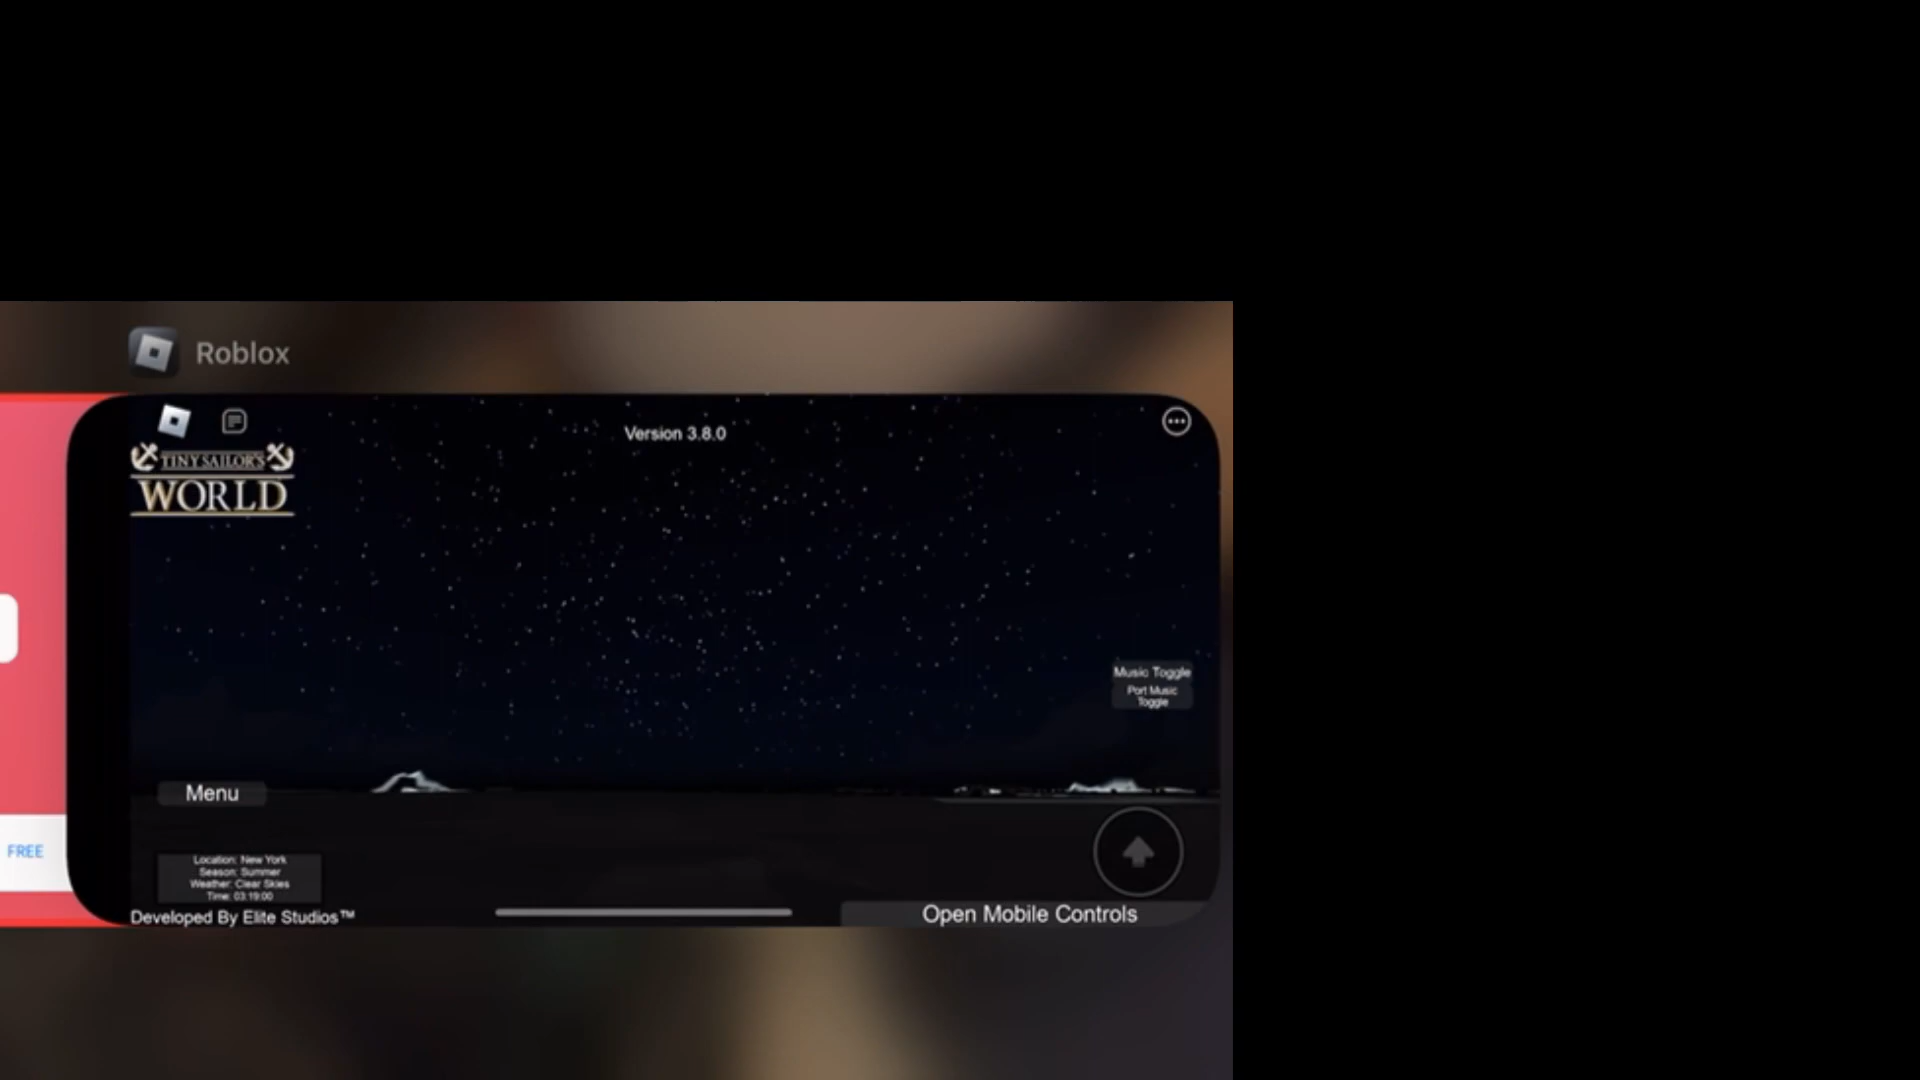 Roblox
Version 3.8.0
TINY SAILOR'S
WORLD
Music Toggle
Port Music
Toggle
Menu
FREE
Location: New York
Season: Summer
Weather: Clear Skies
Time: 03:19:00
Developed By Elite Studios™
Open Mobile Controls